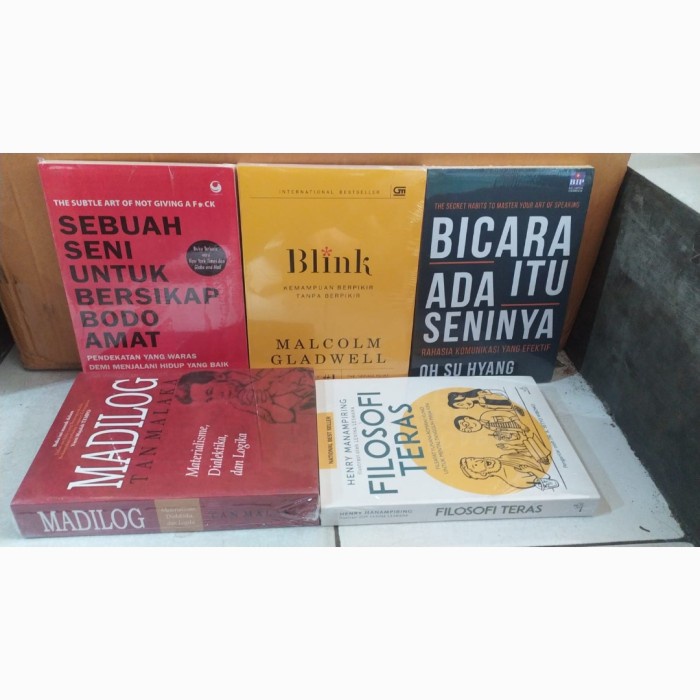 THE SUBTLE ART OF NOT GIVING A F*CK
SEBUAH
SENI
UNTUK
BERSIKAP
BODO
AMAT
PENDEKATAN YANG WARAS
DEMI MENJALANI HIDUP YANG BAIK
INTERNATIONAL BESTSELLER
Blink
KEMAMPUAN BERPIKIR
TANPA BERPIKIR
MALCOLM
GLADWELL
BIP
THE SECRET HABITS TO MASTER YOUR ART OF SPEAKING
BICARA
ITU
ADA
SENINYA
RAHASIA KOMUNIKASI YANG EFEKTIF
OH SU HYANG
MADILOG
TAN MALAKA
Materialisme,
Dialektika,
dan Logika
MADILOG
NATIONAL BEST SELLER
HENRY MANAMPIRING
FILOSOFI
TERAS
HENRY MANAMPIRING
FILOSOFI TERAS